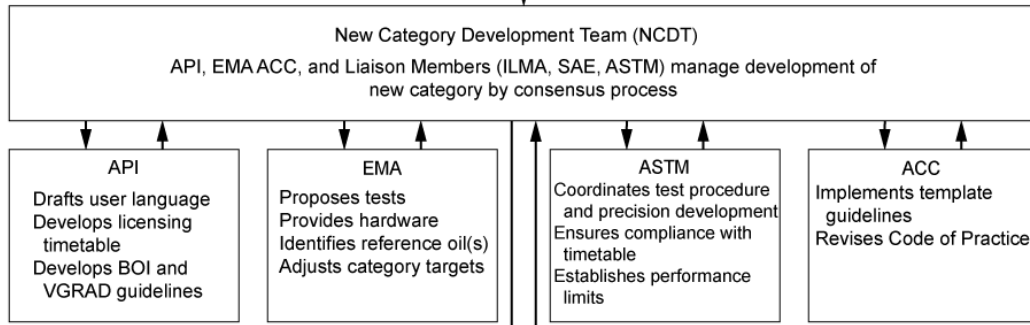 New Category Development Team (NCDT)
API, EMA ACC, and Liaison Members (ILMA, SAE, ASTM) manage development of
new category by consensus process
API
Drafts user language
Develops licensing
timetable
Develops BOI and
VGRAD guidelines
EMA
Proposes tests
Provides hardware
Identifies reference oil(s)
Adjusts category targets
ASTM
Coordinates test procedure
and precision development
Ensures compliance with
timetable
Establishes performance
limits
ACC
Implements template
guidelines
Revises Code of Practice